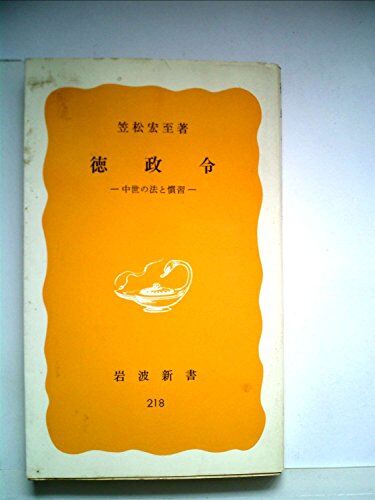 笠松宏至著
徳政令
―中世の法と慣習―
岩波新書
218